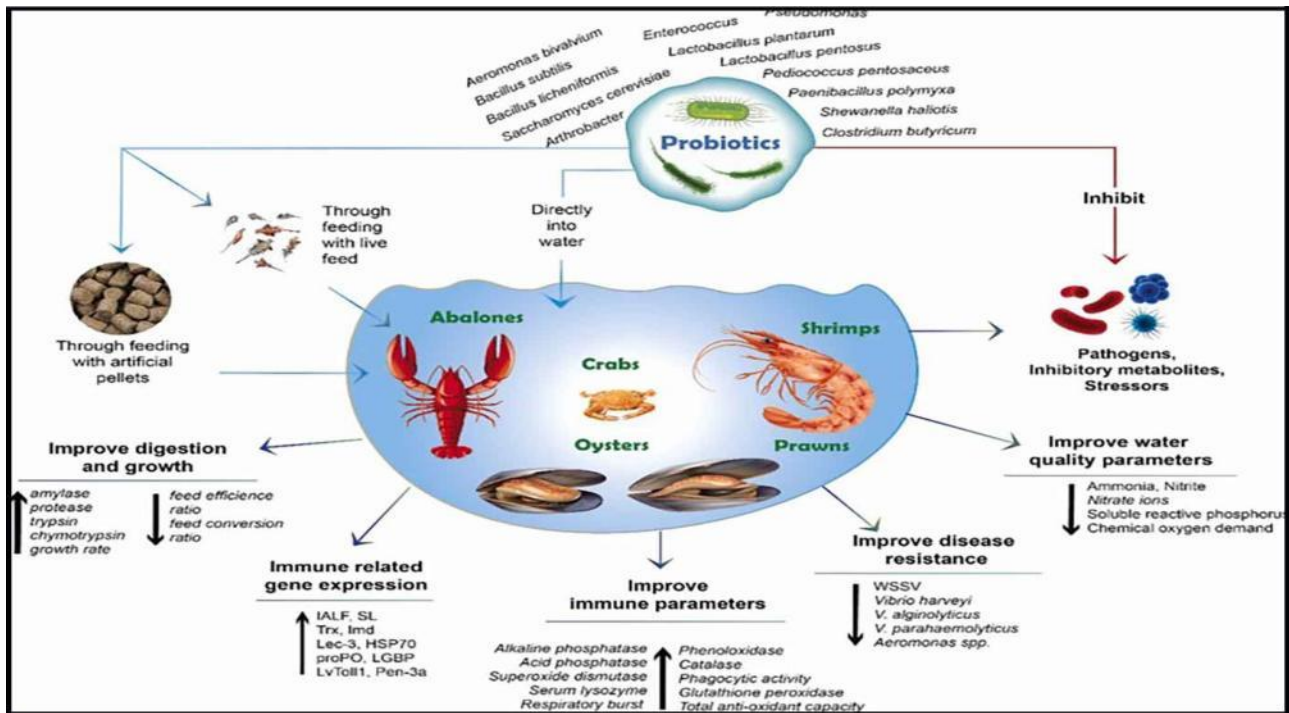 Pseudomonas
Enterococcus
Aeromonas bivalvium
Lactobacillus plantarum
Bacillus subtilis
Lactobacillus pentosus
Bacillus licheniformis
Pediococcus pentosaceus
Saccharomyces cerevisiae
Paenibacillus polymyxa
Arthrobacter
Shewanella haliotis
Clostridium butyricum
Probiotics
Through
feeding
with live
feed
Directly
into
water
Inhibit
Through feeding
with artificial
pellets
Abalones
Crabs
Shrimps
Oysters
Prawns
Pathogens,
Inhibitory metabolites,
Stressors
Improve digestion
and growth
amylase
protease
trypsin
chymotrypsin
growth rate
feed efficience
ratio
feed conversion
ratio
Immune related
gene expression
IALF, SL
Trx, Imd
Lec-3, HSP70
proPO, LGBP
LvToll1, Pen-3a
Improve
immune parameters
Alkaline phosphatase
Acid phosphatase
Superoxide dismutase
Serum lysozyme
Respiratory burst
Phenoloxidase
Catalase
Phagocytic activity
Glutathione peroxidase
Total anti-oxidant capacity
Improve disease
resistance
WSSV
Vibrio harveyi
V. alginolyticus
V. parahaemolyticus
Aeromonas spp.
Improve water
quality parameters
Ammonia, Nitrite
Nitrate ions
Soluble reactive phosphorus
Chemical oxygen demand